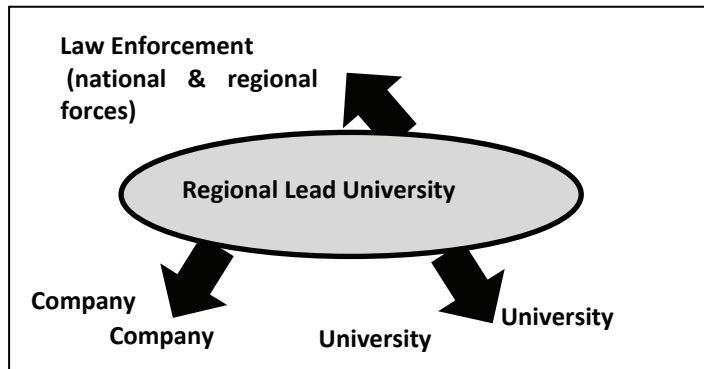 Law Enforcement
(national & regional
forces)
Regional Lead University
Company
Company
University
University